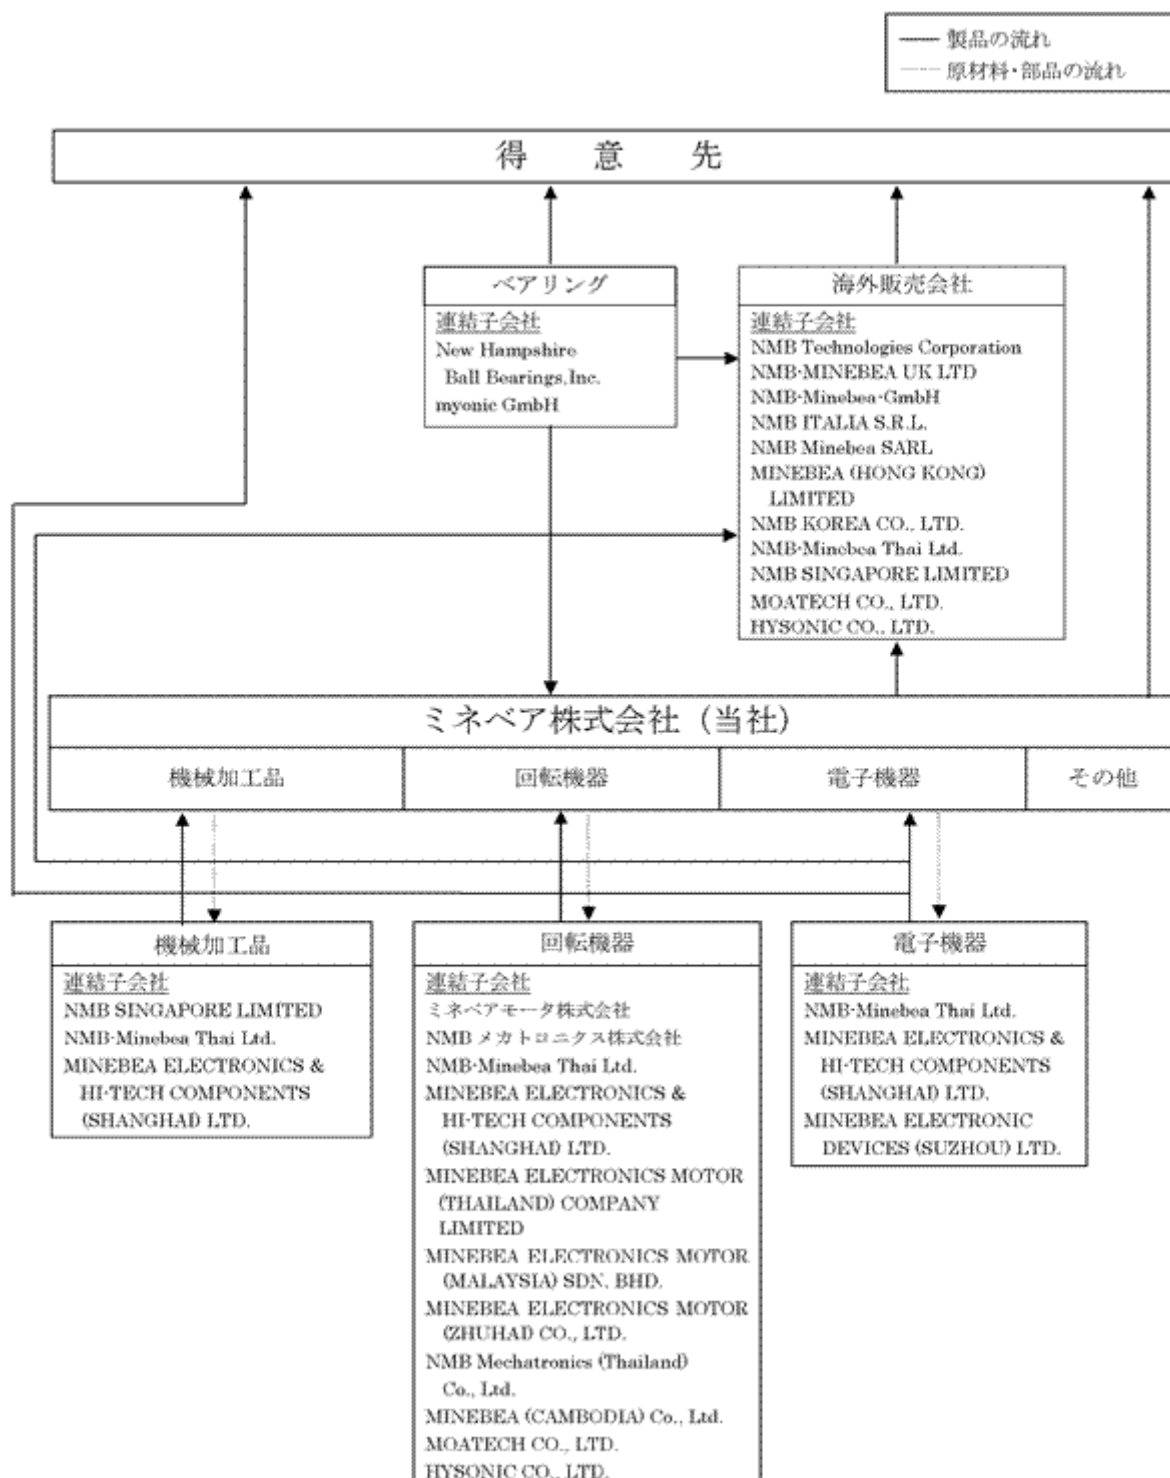 製品の流れ
原材料・部品の流れ
得意先
ベアリング
連結子会社
New Hampshire
Ball Bearings,Inc.
myonic GmbH
海外販売会社
連結子会社
NMB Technologies Corporation
NMB-MINEBEA UK LTD
NMB-Minebea-GmbH
NMB ITALIA S.R.L.
NMB Minebea SARL
MINEBEA (HONG KONG)
LIMITED
NMB KOREA CO., LTD.
NMB-Minebea Thai Ltd.
NMB SINGAPORE LIMITED
MOATECH CO., LTD.
HYSONIC CO., LTD.
ミネベア株式会社（当社）
機械加工品
回転機器
電子機器
その他
機械加工品
連結子会社
NMB SINGAPORE LIMITED
NMB-Minebea Thai Ltd.
MINEBEA ELECTRONICS &
HI-TECH COMPONENTS
(SHANGHAI) LTD.
回転機器
連結子会社
ミネベアモータ株式会社
NMB メカトロニクス株式会社
NMB-Minebea Thai Ltd.
MINEBEA ELECTRONICS &
HI-TECH COMPONENTS
(SHANGHAI) LTD.
MINEBEA ELECTRONICS MOTOR
(THAILAND) COMPANY
LIMITED
MINEBEA ELECTRONICS MOTOR
(MALAYSIA) SDN. BHD.
MINEBEA ELECTRONICS MOTOR
(ZHUHAI) CO., LTD.
NMB Mechatronics (Thailand)
Co., Ltd.
MINEBEA (CAMBODIA) Co., Ltd.
MOATECH CO., LTD.
HYSONIC CO., LTD.
電子機器
連結子会社
NMB-Minebea Thai Ltd.
MINEBEA ELECTRONICS &
HI-TECH COMPONENTS
(SHANGHAI) LTD.
MINEBEA ELECTRONIC
DEVICES (SUZHOU) LTD.